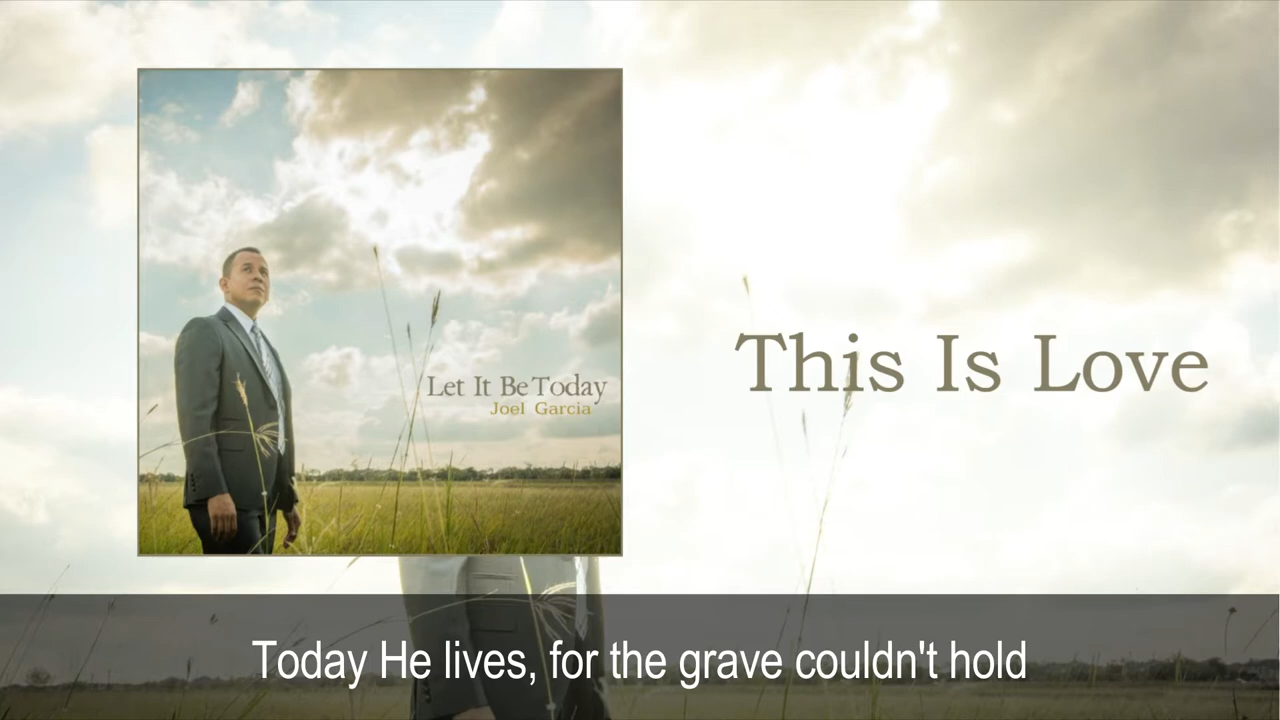 Let It Be Today
Joel Garcia
This Is Love
Today He lives, for the grave couldn't hold